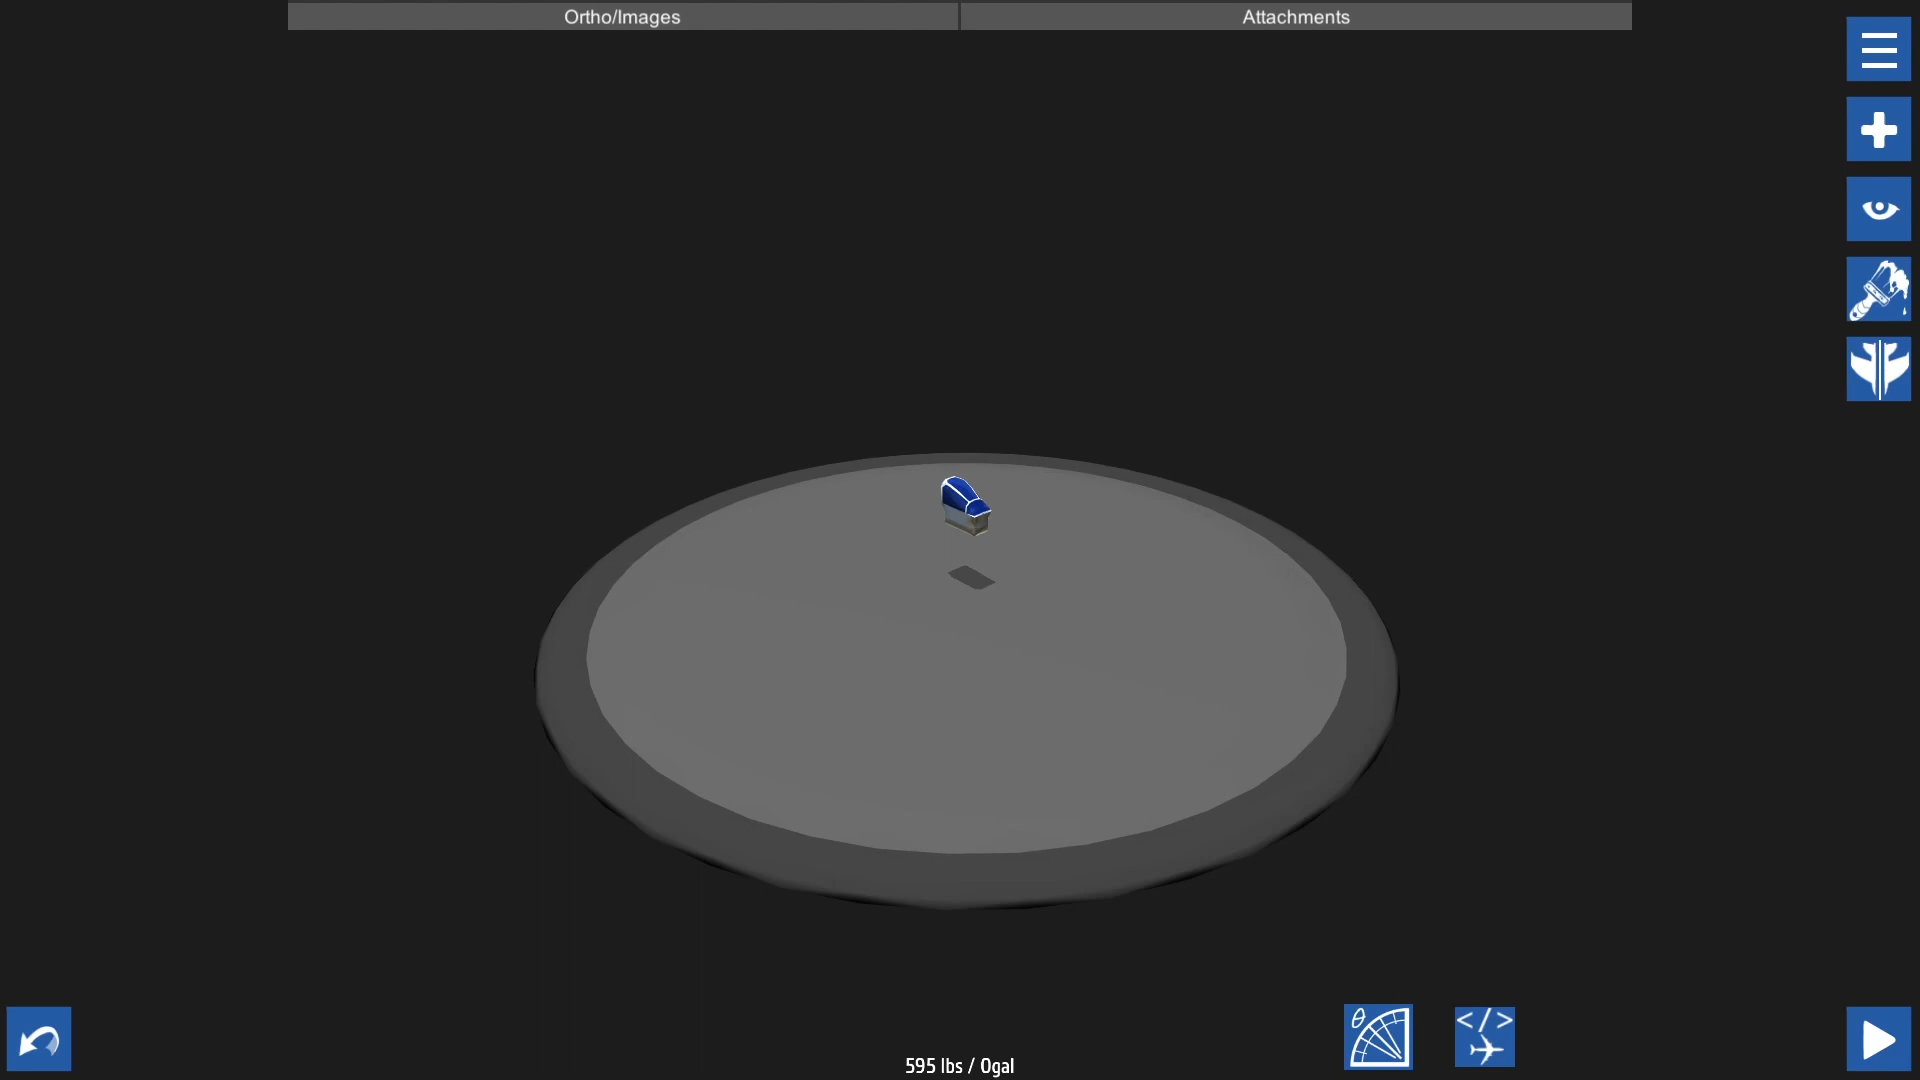 Ortho/Images
Attachments
θ
</>
595 lbs / 0gal